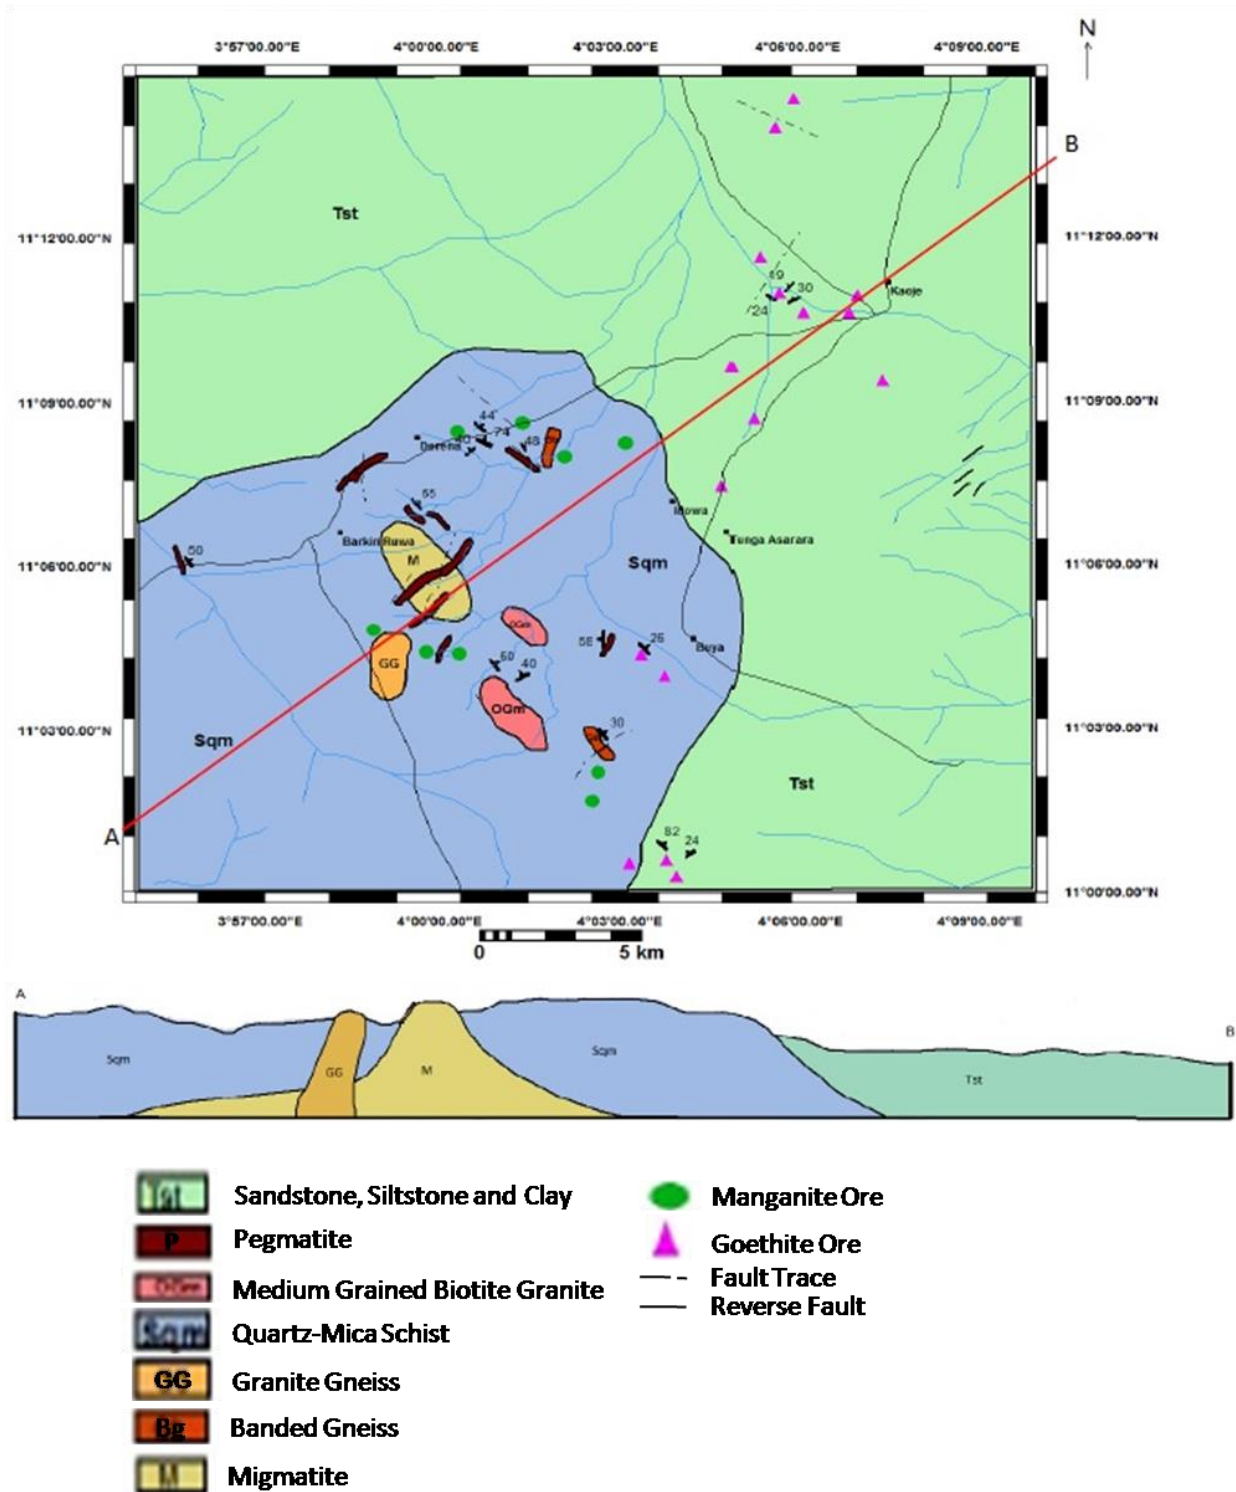 N
3°57'00.00"E 4°00'00.00"E 4°03'00.00"E 4°06'00.00"E 4°09'00.00"E
B
Tst
11°12'00.00"N 11°12'00.00"N
19
30
24
Kaoje
11°09'00.00"N 11°09'00.00"N
44
74
Dorena
48
55
Barkin Ruwa
Tunga Asarara
50
M
Sqm
11°06'00.00"N 11°06'00.00"N
OGm
26
Buya
GG
50 40
OGm
30
11°03'00.00"N 11°03'00.00"N
Sqm
Tst
A
82
24
11°00'00.00"N
3°57'00.00"E 4°00'00.00"E 4°03'00.00"E 4°06'00.00"E 4°09'00.00"E
0 5 km
A
B
Sqm
GG
M
Sqm
Tst
Sandstone, Siltstone and Clay
P Pegmatite
OGm Medium Grained Biotite Granite
Sqm Quartz-Mica Schist
GG Granite Gneiss
Bg Banded Gneiss
M Migmatite
Manganite Ore
Goethite Ore
Fault Trace
Reverse Fault